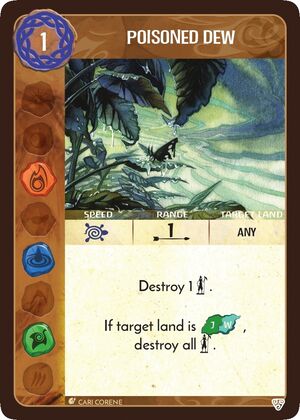 1 POISONED DEW
SPEED RANGE TARGET LAND
1 ANY
Destroy 1 .
If target land is J W ,
destroy all .
CARI CORENE